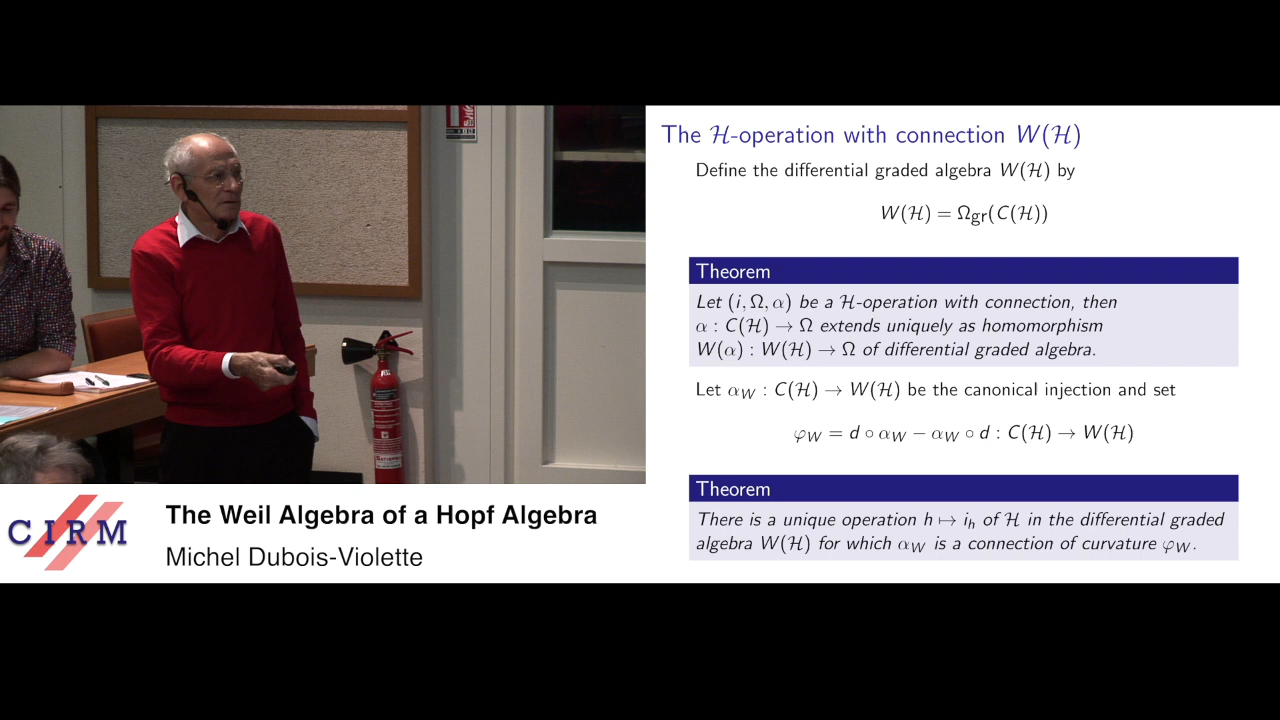 The ℋ-operation with connection W(ℋ)
Define the differential graded algebra W(ℋ) by
W(ℋ) = Ω_gr(C(ℋ))
Theorem
Let (i, Ω, α) be a ℋ-operation with connection, then
α : C(ℋ) → Ω extends uniquely as homomorphism
W(α) : W(ℋ) → Ω of differential graded algebra.
Let α_W : C(ℋ) → W(ℋ) be the canonical injection and set
φ_W = d ∘ α_W − α_W ∘ d : C(ℋ) → W(ℋ)
Theorem
There is a unique operation h ↦ i_h of ℋ in the differential graded
algebra W(ℋ) for which α_W is a connection of curvature φ_W.
CIRM
The Weil Algebra of a Hopf Algebra
Michel Dubois-Violette